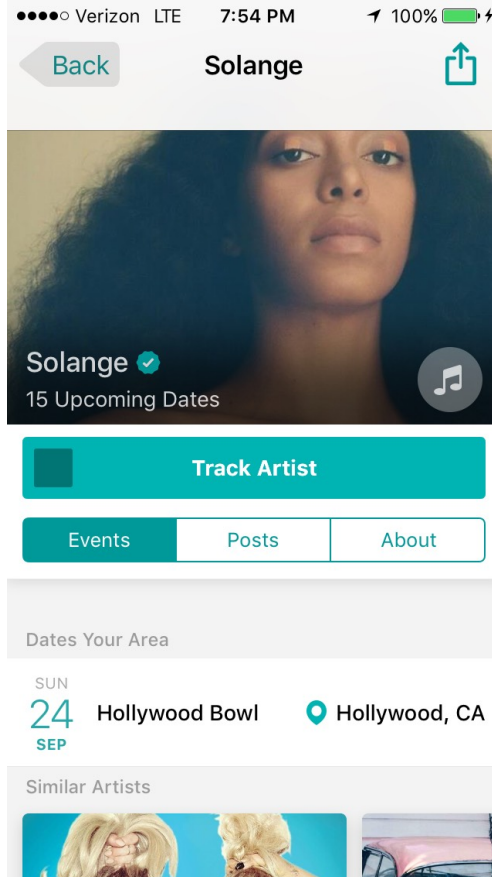 Verizon LTE 7:54 PM 100%
Back Solange
Solange
15 Upcoming Dates
Track Artist
Events Posts About
Dates Your Area
SUN
24 Hollywood Bowl Hollywood, CA
SEP
Similar Artists